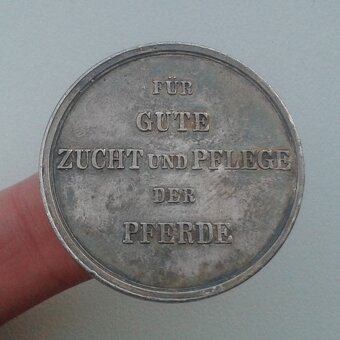 FÜR
GUTE
ZUCHT UND PFLEGE
DER
PFERDE